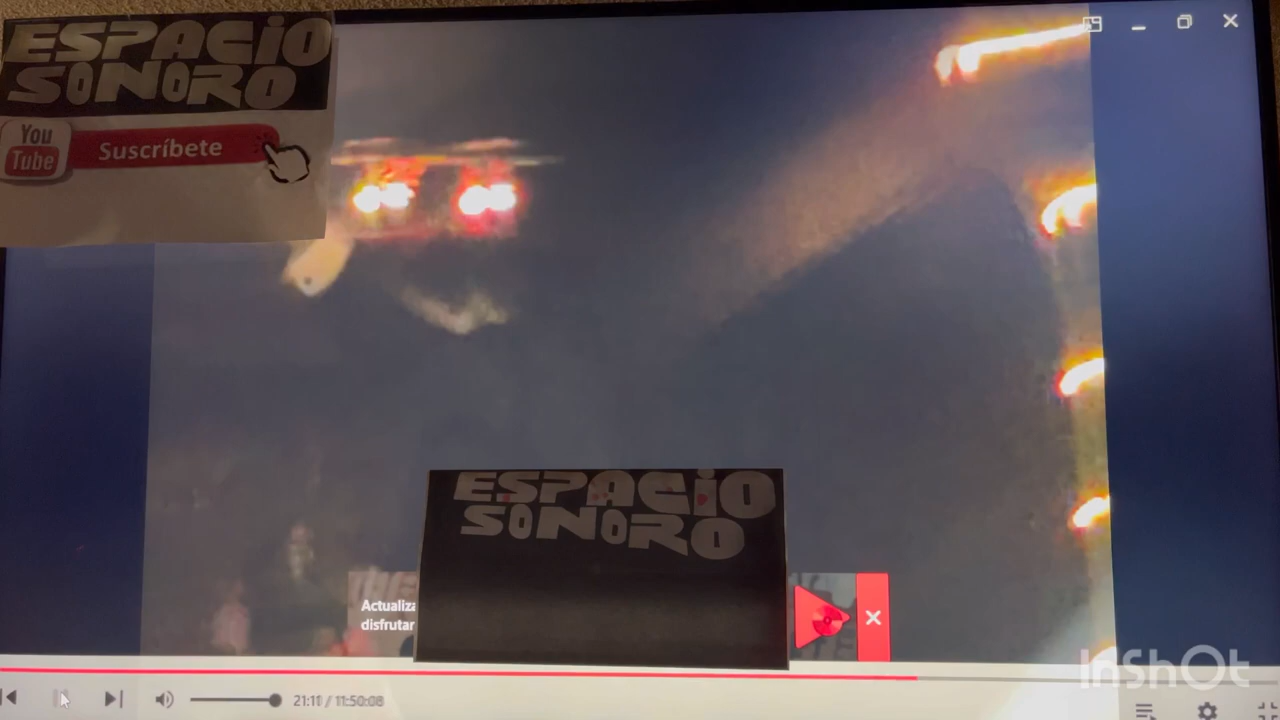 ESPACIO
SONORO
You
Tube
Suscríbete
ESPACIO
SONORO
Actualiza
disfrutar
21:11 / 11:50:08
InShOt